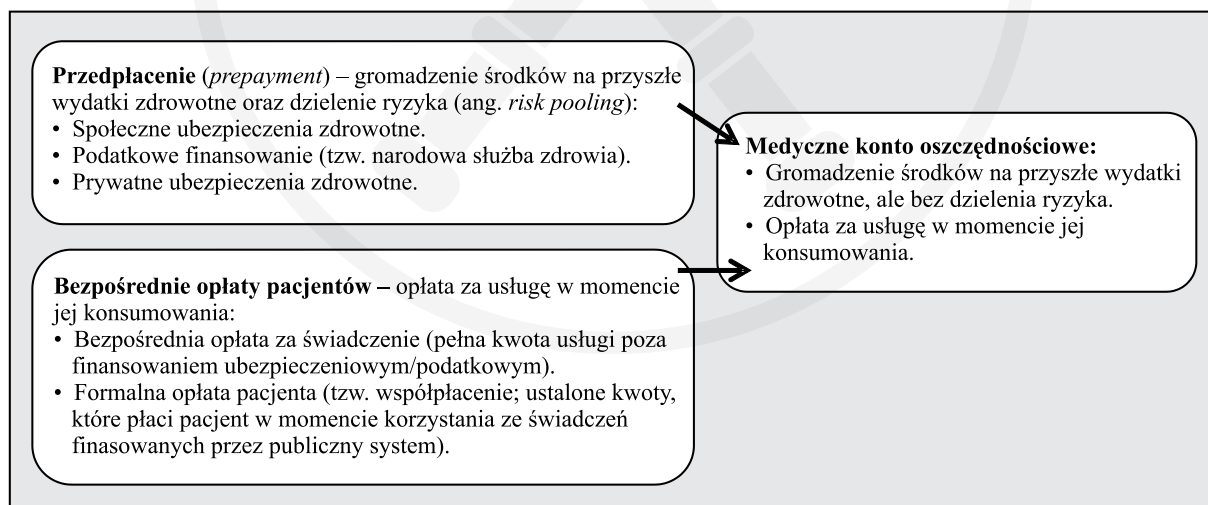 Przedpłacenie (prepayment) – gromadzenie środków na przyszłe
wydatki zdrowotne oraz dzielenie ryzyka (ang. risk pooling):
• Społeczne ubezpieczenia zdrowotne.
• Podatkowe finansowanie (tzw. narodowa służba zdrowia).
• Prywatne ubezpieczenia zdrowotne.
Bezpośrednie opłaty pacjentów – opłata za usługę w momencie
jej konsumowania:
• Bezpośrednia opłata za świadczenie (pełna kwota usługi poza
finansowaniem ubezpieczeniowym/podatkowym).
• Formalna opłata pacjenta (tzw. współpłacenie; ustalone kwoty,
które płaci pacjent w momencie korzystania ze świadczeń
finasowanych przez publiczny system).
Medyczne konto oszczędnościowe:
• Gromadzenie środków na przyszłe wydatki
zdrowotne, ale bez dzielenia ryzyka.
• Opłata za usługę w momencie jej
konsumowania.